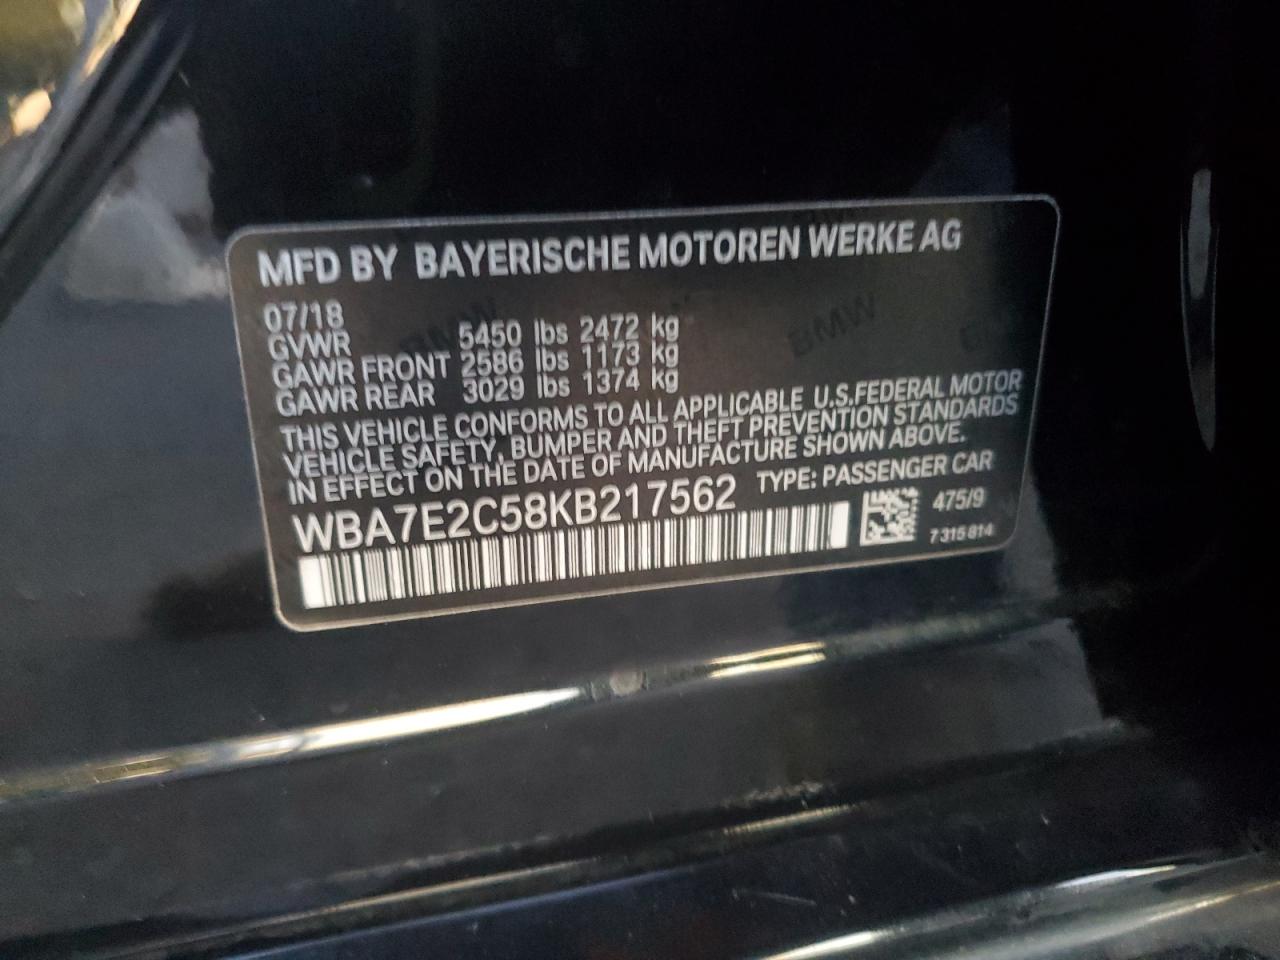 MFD BY BAYERISCHE MOTOREN WERKE AG
07/18
GVWR 5450 lbs 2472 kg
GAWR FRONT 2586 lbs 1173 kg
GAWR REAR 3029 lbs 1374 kg
THIS VEHICLE CONFORMS TO ALL APPLICABLE U.S.FEDERAL MOTOR
VEHICLE SAFETY, BUMPER AND THEFT PREVENTION STANDARDS
IN EFFECT ON THE DATE OF MANUFACTURE SHOWN ABOVE.
WBA7E2C58KB217562 TYPE: PASSENGER CAR
475/9
7 315 814
BMW
BMW